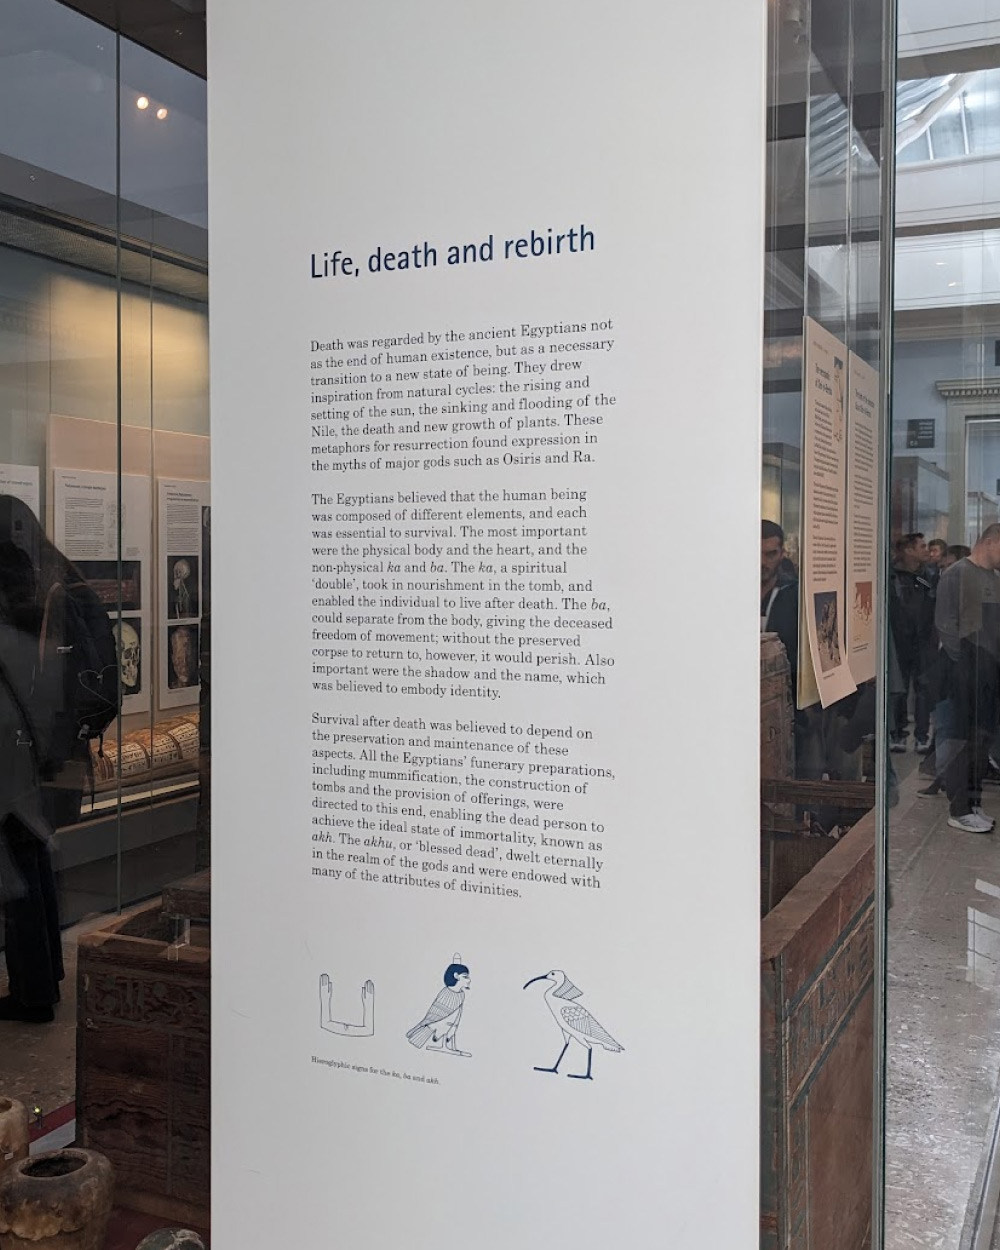 Life, death and rebirth
Death was regarded by the ancient Egyptians not
as the end of human existence, but as a necessary
transition to a new state of being. They drew
inspiration from natural cycles: the rising and
setting of the sun, the sinking and flooding of the
Nile, the death and new growth of plants. These
metaphors for resurrection found expression in
the myths of major gods such as Osiris and Ra.
The Egyptians believed that the human being
was composed of different elements, and each
was essential to survival. The most important
were the physical body and the heart, and the
non-physical ka and ba. The ka, a spiritual
‘double’, took in nourishment in the tomb, and
enabled the individual to live after death. The ba,
could separate from the body, giving the deceased
freedom of movement; without the preserved
corpse to return to, however, it would perish. Also
important were the shadow and the name, which
was believed to embody identity.
Survival after death was believed to depend on
the preservation and maintenance of these
aspects. All the Egyptians’ funerary preparations,
including mummification, the construction of
tombs and the provision of offerings, were
directed to this end, enabling the dead person to
achieve the ideal state of immortality, known as
akh. The akhu, or ‘blessed dead’, dwelt eternally
in the realm of the gods and were endowed with
many of the attributes of divinities.
Hieroglyphic signs for the ka, ba and akh.